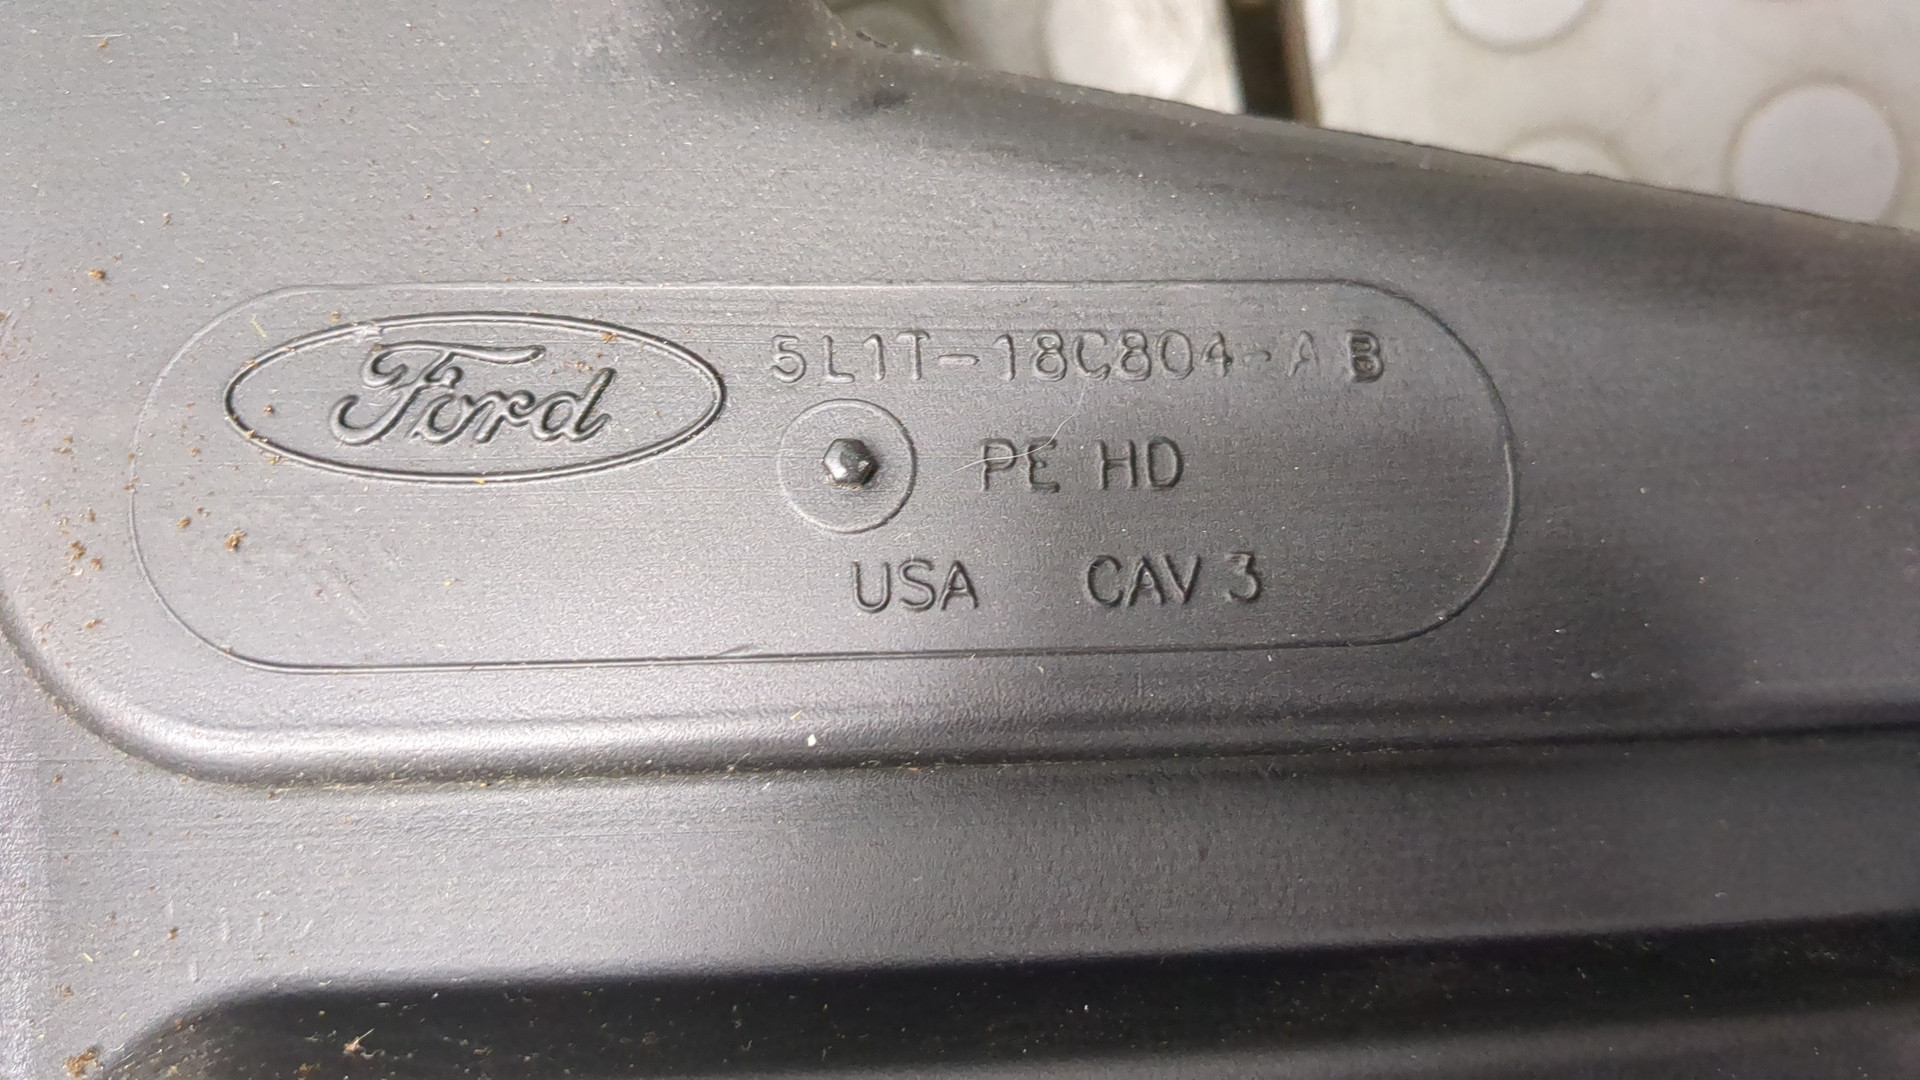 Ford
5L1T-18C804-AB
PE HD
USA CAV 3